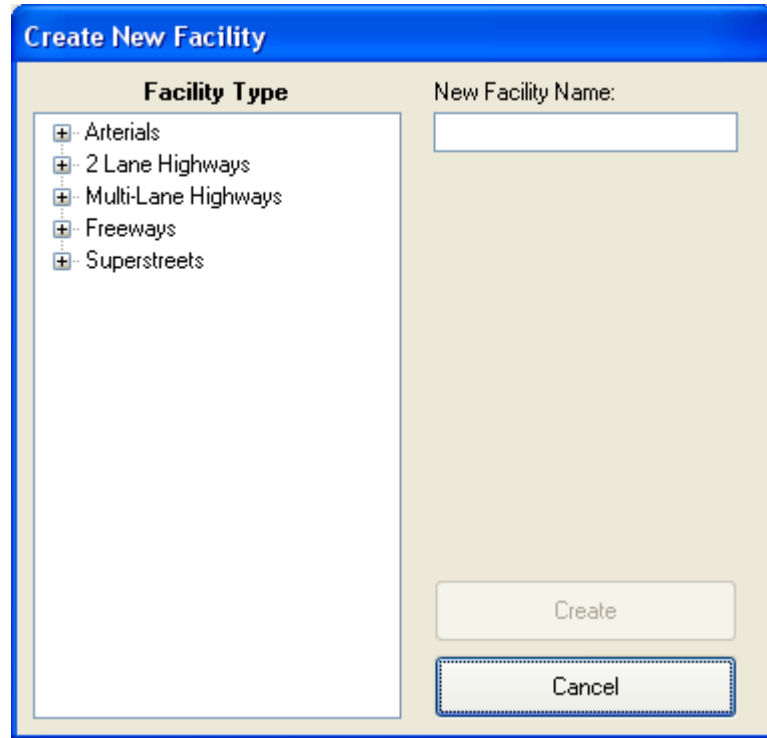 Create New Facility
Facility Type
Arterials
2 Lane Highways
Multi-Lane Highways
Freeways
Superstreets
New Facility Name:
Create
Cancel